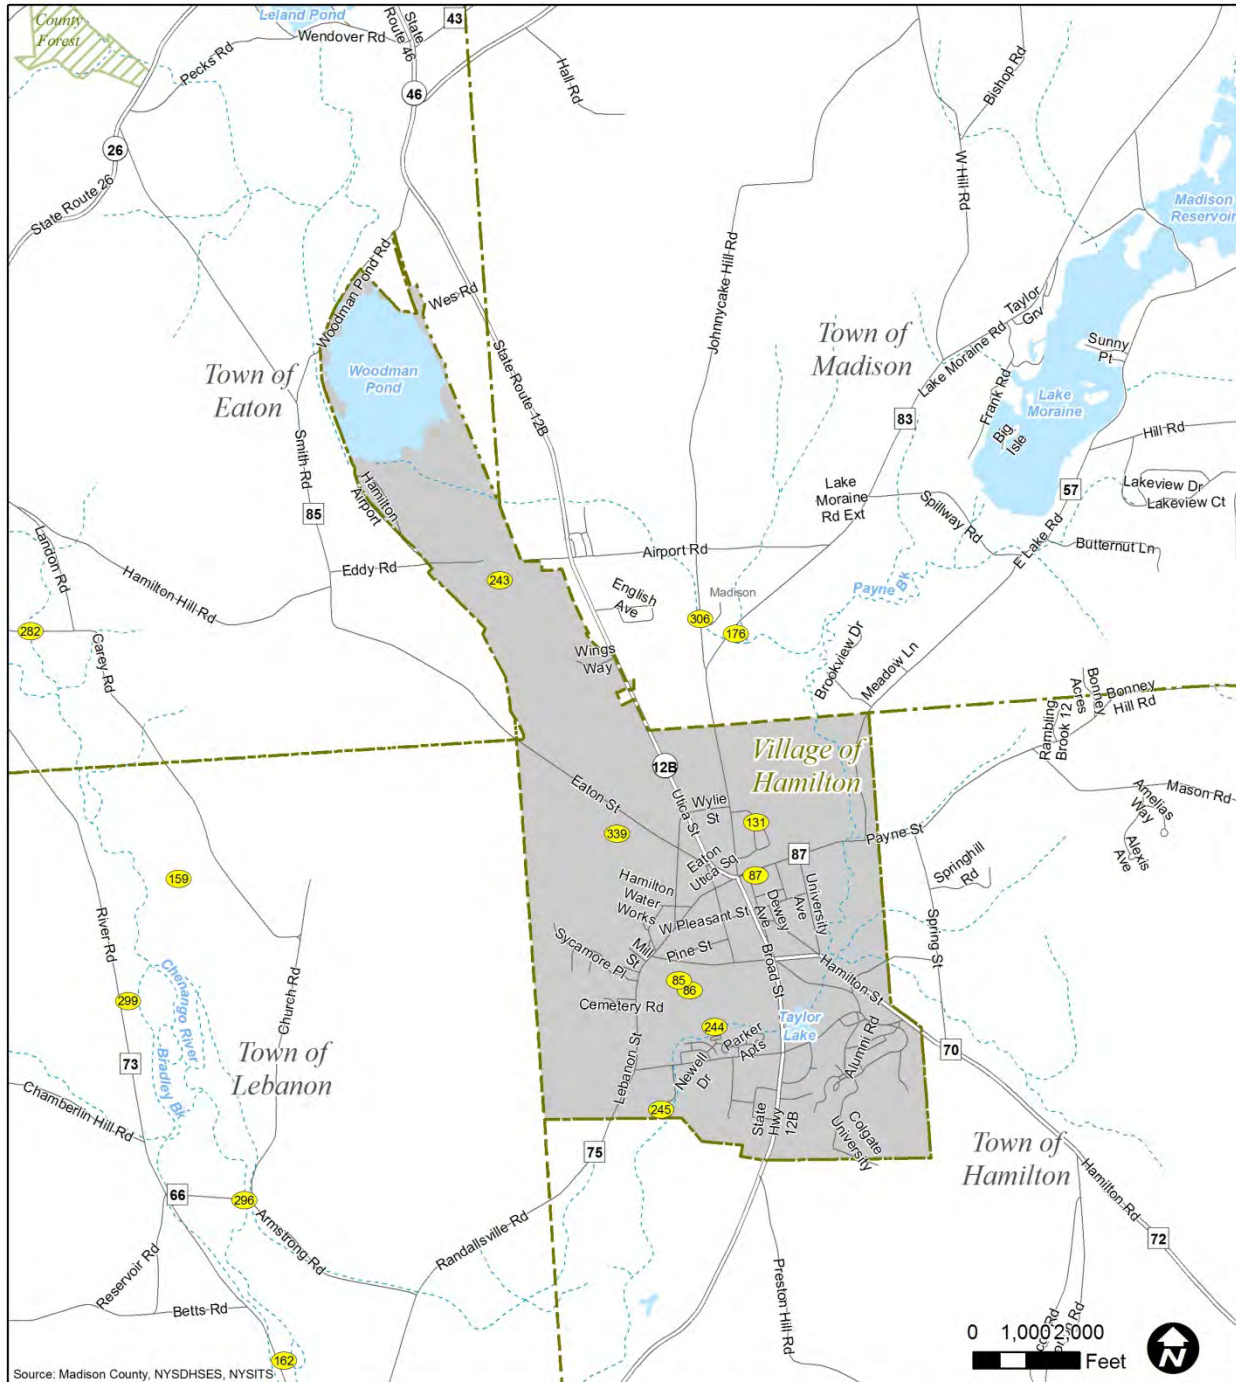 County
Forest
Leland Pond
Wendover Rd
State
Route 46
43
Pecks Rd
46
Hall Rd
Bishop Rd
26
State Route 26
W Hill Rd
Madison
Reservoir
Woodman Pond Rd
Wes Rd
Johnnycake Hill Rd
Taylor
Grv
Town of
Madison
Lake Moraine Rd
Sunny
Pt
State Route 12B
Woodman
Pond
Town of
Eaton
Frank Rd
Lake
Moraine
Big
Isle
83
Hill Rd
Smith Rd
Hamilton
Airport
Lake
Moraine
Rd Ext
57
Lakeview Dr
Lakeview Ct
85
Spillway Rd
E Lake Rd
Landon Rd
Airport Rd
Butternut Ln
Hamilton Hill Rd
Eddy Rd
243
English
Ave
Madison
Payne Bk
306
176
282
Carey Rd
Wings
Way
Brookview Dr
Meadow Ln
Rambling
Brook 12
Acres
Bonney
Bonney
Hill Rd
Village of
Hamilton
12B
Eaton St
Utica St
Wylie
St
131
Amelias
Way
Mason Rd
Alexis
Ave
339
Payne St
87
Eaton
Utica Sq
87
Springhill
Rd
159
Hamilton
Water
Works
W Pleasant St
Dewey
Ave
University
Ave
River Rd
Sycamore Pl
Mill
St
Pine St
Broad St
Spring St
Hamilton St
Chenango River
Church Rd
85
86
299
Cemetery Rd
Taylor
Lake
244
Parker
Apts
Alumni Rd
70
73
Bradley Bk
Town of
Lebanon
Lebanon St
Newell
Dr
Chamberlin Hill Rd
245
State
Hwy
12B
Colgate
University
Town of
Hamilton
75
66
296
Armstrong Rd
Randallsville Rd
Hamilton Rd
72
Reservoir Rd
Betts Rd
Preston Hill Rd
162
0 1,000 2,000
Feet
N
Source: Madison County, NYSDHSES, NYSITS